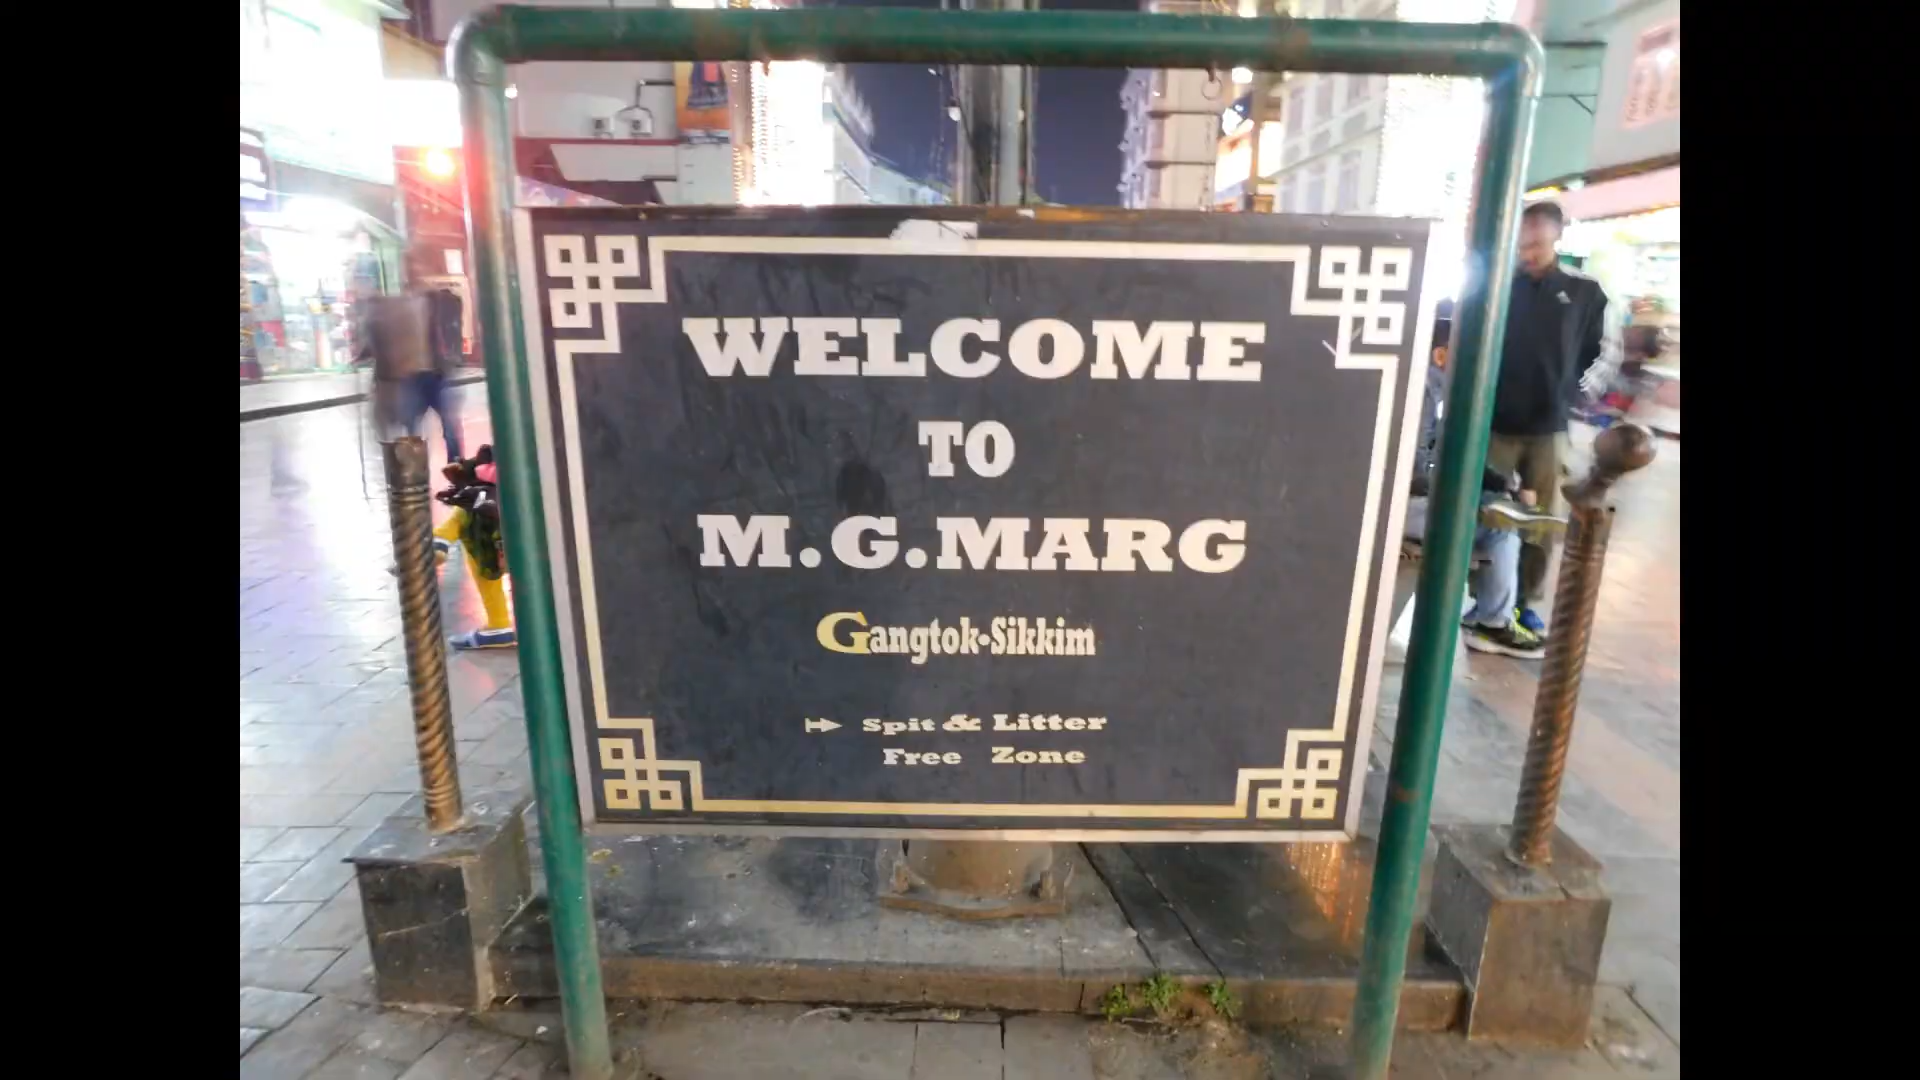 WELCOME
TO
M.G.MARG
Gangtok•Sikkim
Spit & Litter
Free Zone